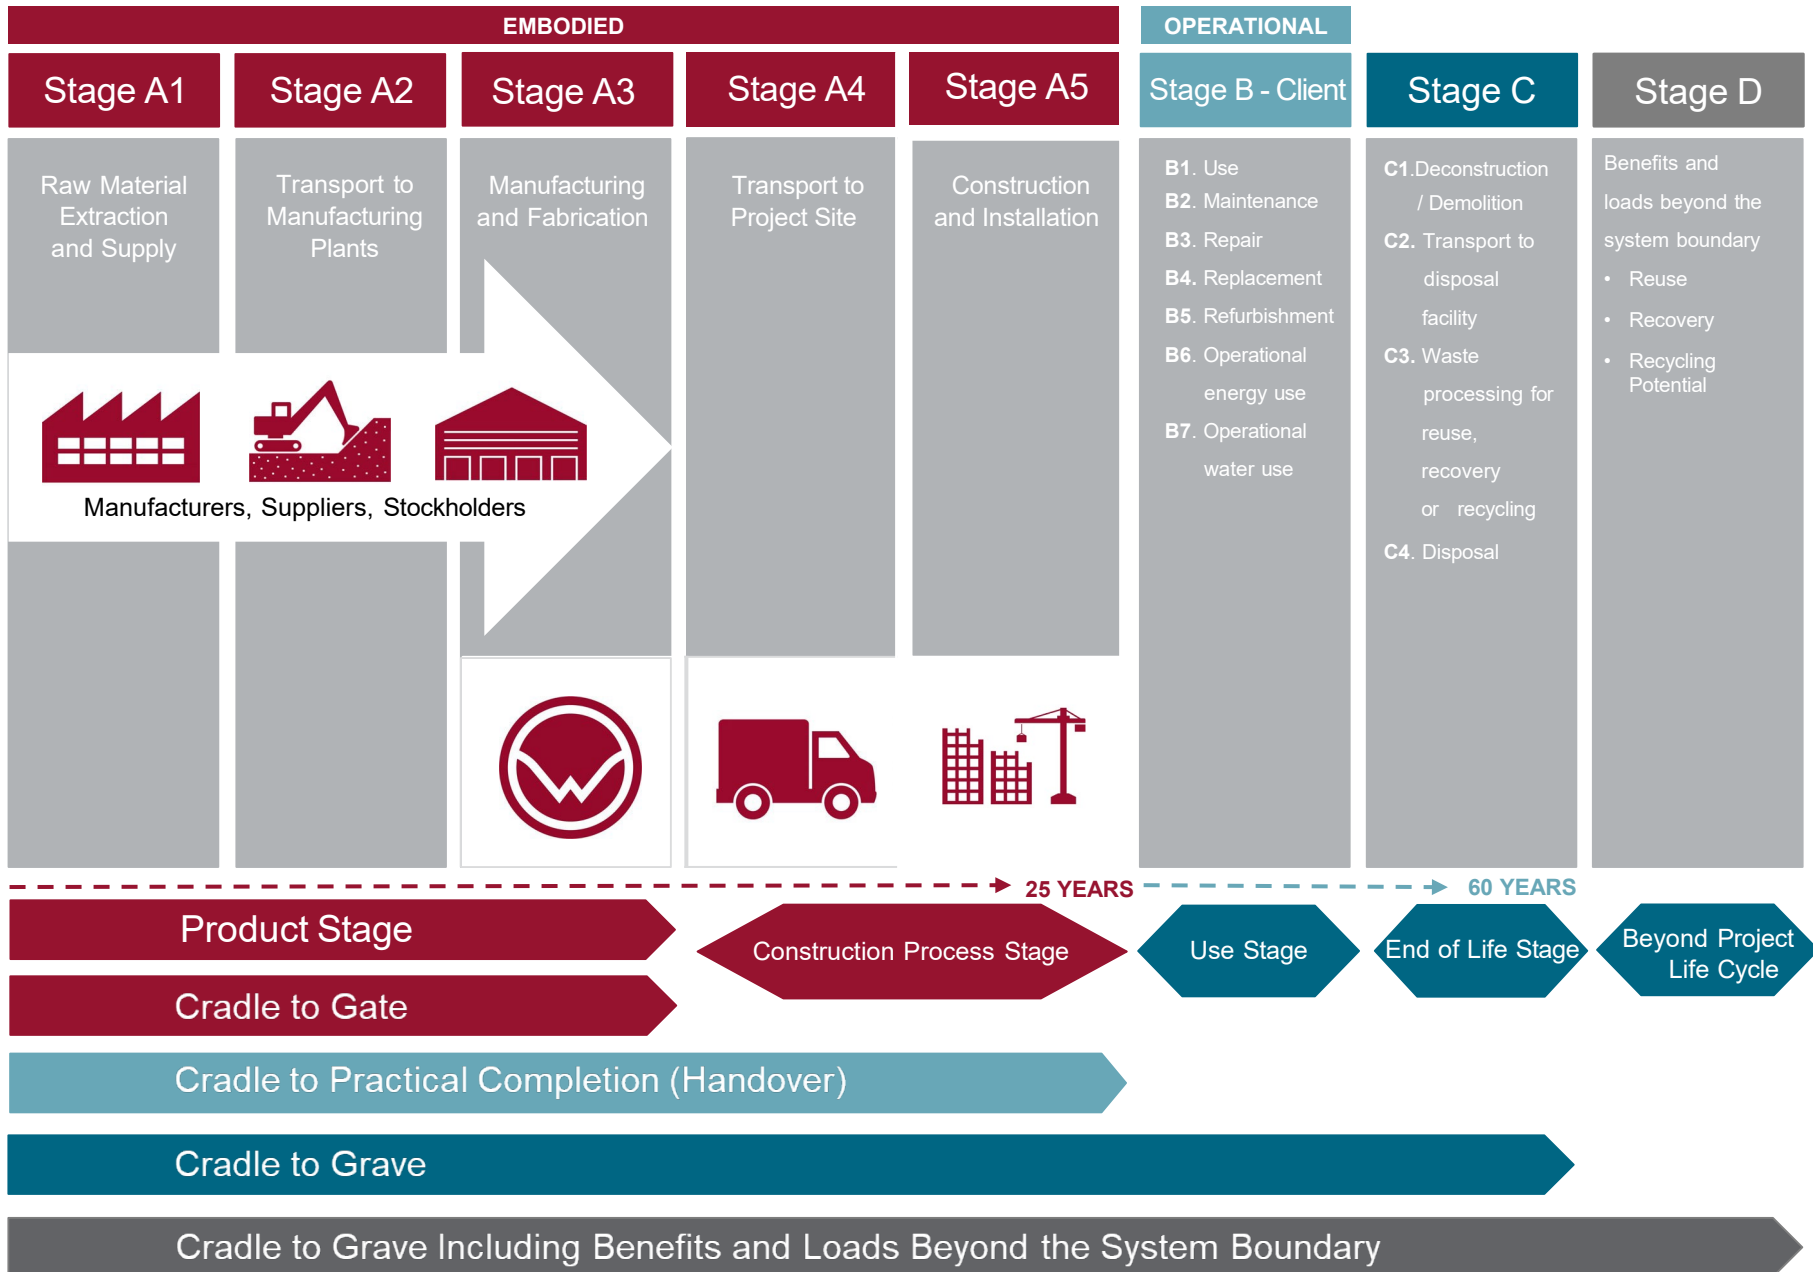 EMBODIED
OPERATIONAL
Stage A1
Stage A2
Stage A3
Stage A4
Stage A5
Stage B - Client
Stage C
Stage D
Raw Material
Extraction
and Supply
Transport to
Manufacturing
Plants
Manufacturing
and Fabrication
Transport to
Project Site
Construction
and Installation
B1. Use
B2. Maintenance
B3. Repair
B4. Replacement
B5. Refurbishment
B6. Operational
energy use
B7. Operational
water use
C1.Deconstruction
/ Demolition
C2. Transport to
disposal
facility
C3. Waste
processing for
reuse,
recovery
or recycling
C4. Disposal
Benefits and
loads beyond the
system boundary
• Reuse
• Recovery
• Recycling
Potential
Manufacturers, Suppliers, Stockholders
25 YEARS
60 YEARS
Product Stage
Construction Process Stage
Use Stage
End of Life Stage
Beyond Project
Life Cycle
Cradle to Gate
Cradle to Practical Completion (Handover)
Cradle to Grave
Cradle to Grave Including Benefits and Loads Beyond the System Boundary